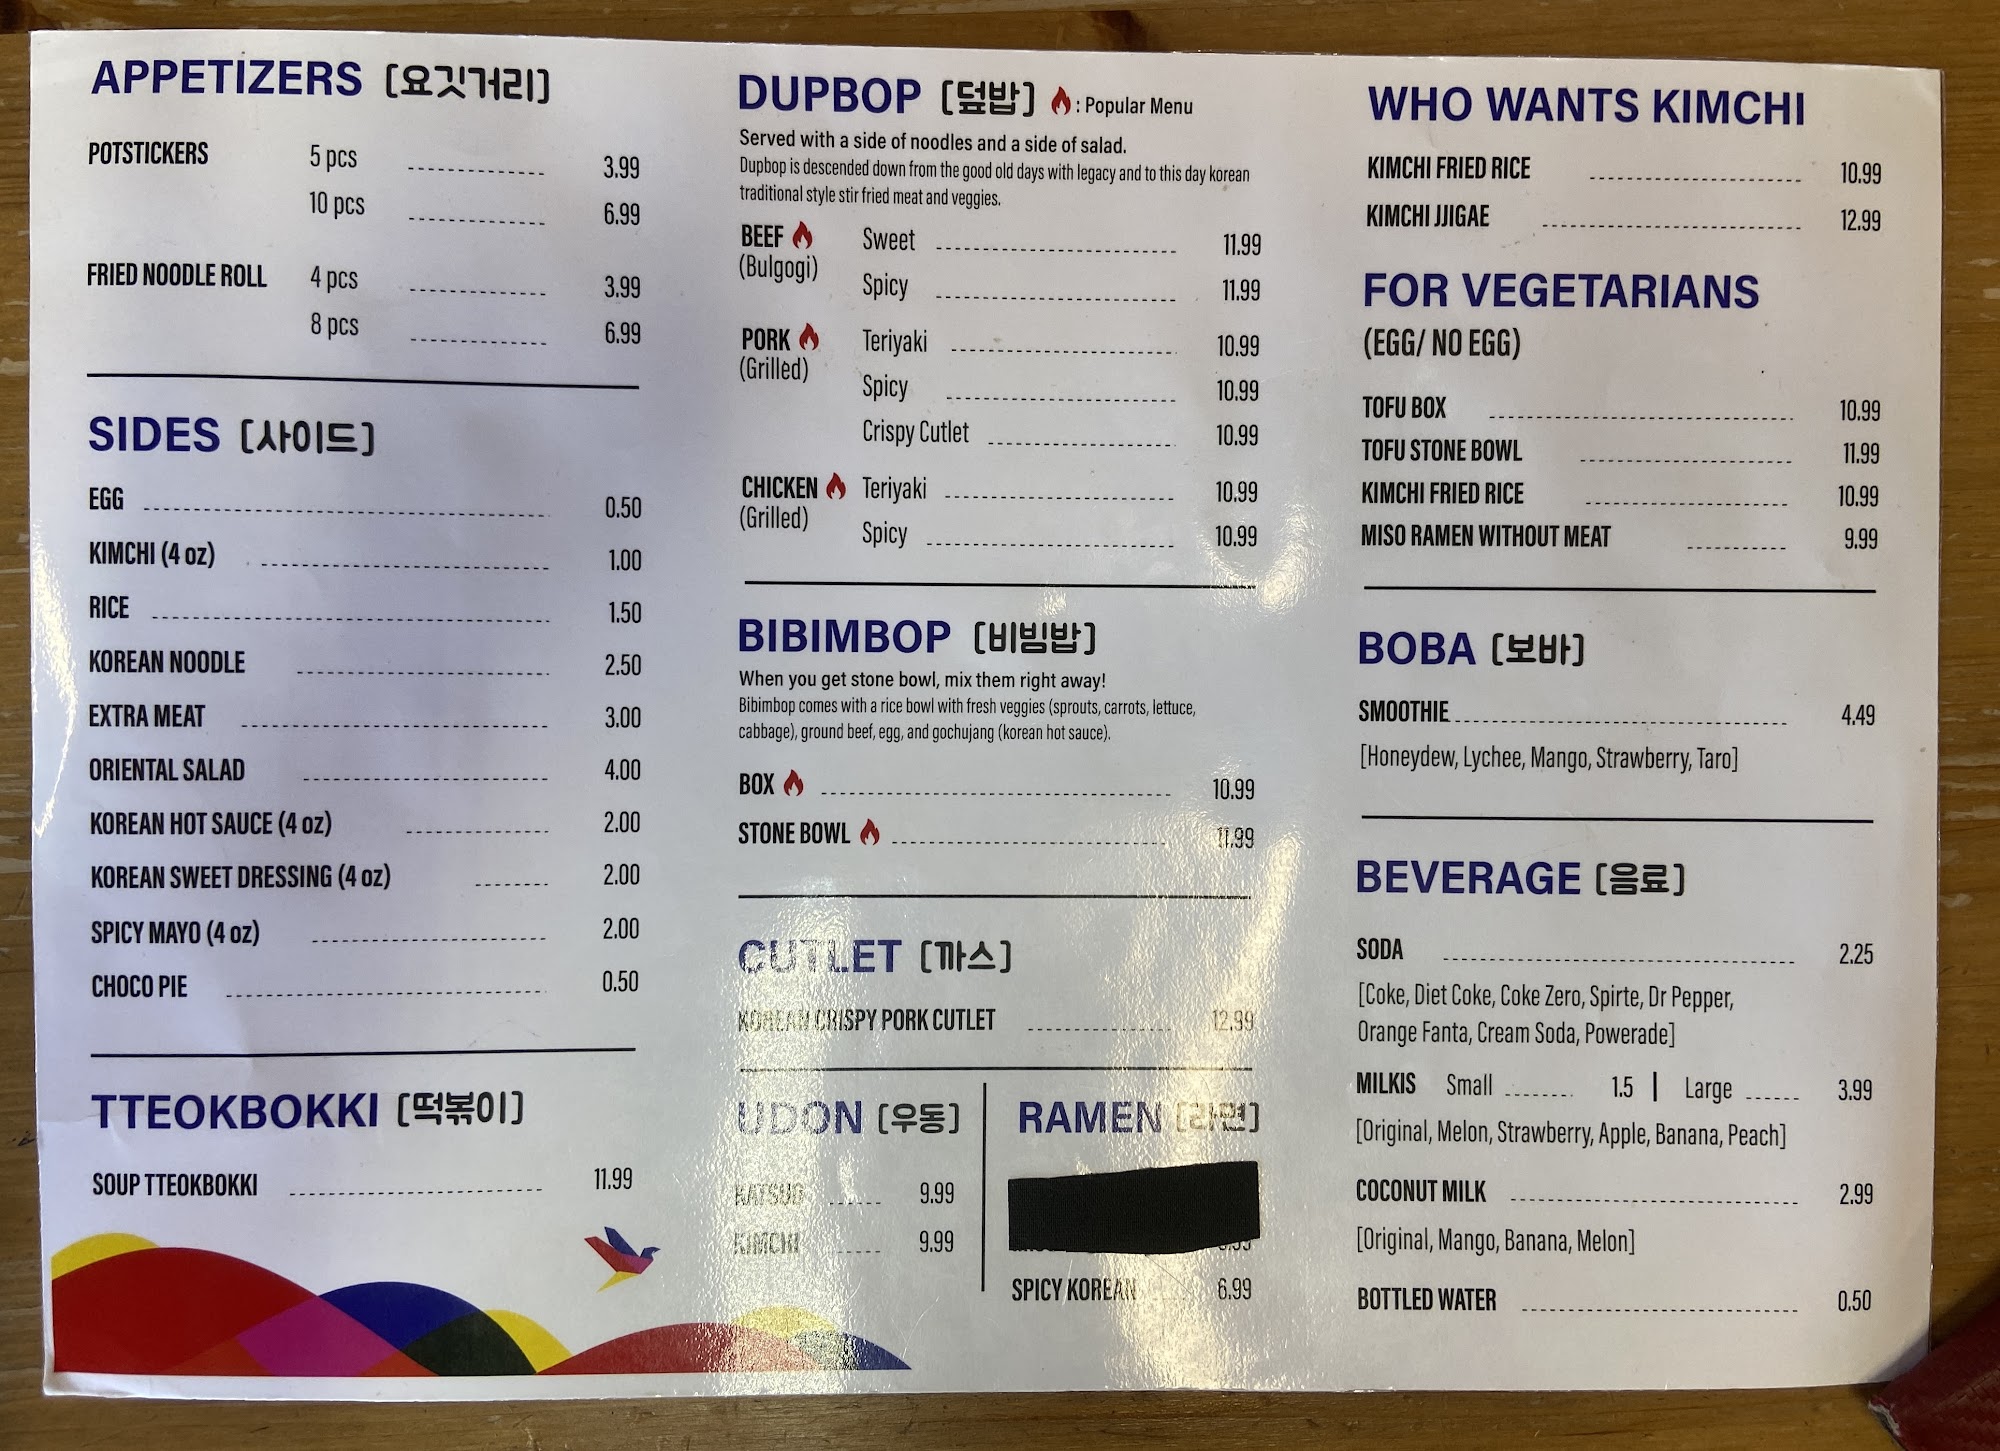 APPETIZERS [요깃거리]
POTSTICKERS 5 pcs 3.99
10 pcs 6.99
FRIED NOODLE ROLL 4 pcs 3.99
8 pcs 6.99
SIDES [사이드]
EGG 0.50
KIMCHI (4 oz) 1.00
RICE 1.50
KOREAN NOODLE 2.50
EXTRA MEAT 3.00
ORIENTAL SALAD 4.00
KOREAN HOT SAUCE (4 oz) 2.00
KOREAN SWEET DRESSING (4 oz) 2.00
SPICY MAYO (4 oz) 2.00
CHOCO PIE 0.50
TTEOKBOKKI [떡볶이]
SOUP TTEOKBOKKI 11.99
DUPBOP [덮밥] : Popular Menu
Served with a side of noodles and a side of salad.
Dupbop is descended down from the good old days with legacy and to this day korean
traditional style stir fried meat and veggies.
BEEF Sweet 11.99
(Bulgogi) Spicy 11.99
PORK Teriyaki 10.99
(Grilled) Spicy 10.99
Crispy Cutlet 10.99
CHICKEN Teriyaki 10.99
(Grilled) Spicy 10.99
BIBIMBOP [비빔밥]
When you get stone bowl, mix them right away!
Bibimbop comes with a rice bowl with fresh veggies (sprouts, carrots, lettuce,
cabbage), ground beef, egg, and gochujang (korean hot sauce).
BOX 10.99
STONE BOWL 11.99
CUTLET [까스]
KOREAN CRISPY PORK CUTLET 12.99
UDON [우동]
KATSUO 9.99
KIMCHI 9.99
RAMEN [라면]
SPICY KOREAN 6.99
WHO WANTS KIMCHI
KIMCHI FRIED RICE 10.99
KIMCHI JJIGAE 12.99
FOR VEGETARIANS
(EGG/ NO EGG)
TOFU BOX 10.99
TOFU STONE BOWL 11.99
KIMCHI FRIED RICE 10.99
MISO RAMEN WITHOUT MEAT 9.99
BOBA [보바]
SMOOTHIE 4.49
[Honeydew, Lychee, Mango, Strawberry, Taro]
BEVERAGE [음료]
SODA 2.25
[Coke, Diet Coke, Coke Zero, Spirte, Dr Pepper,
Orange Fanta, Cream Soda, Powerade]
MILKIS Small 1.5 | Large 3.99
[Original, Melon, Strawberry, Apple, Banana, Peach]
COCONUT MILK 2.99
[Original, Mango, Banana, Melon]
BOTTLED WATER 0.50